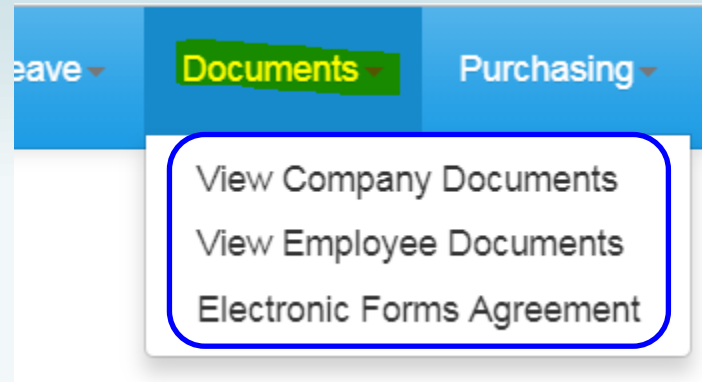 eave Documents Purchasing
View Company Documents
View Employee Documents
Electronic Forms Agreement